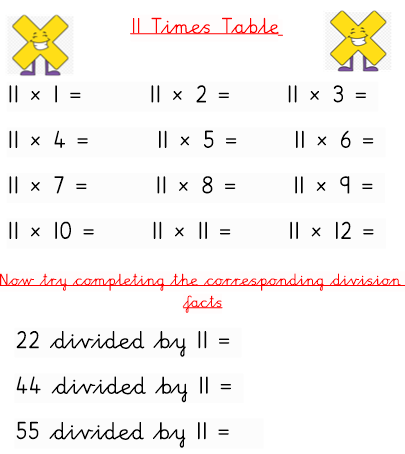 11 Times Table
11 × 1 = 11 × 2 = 11 × 3 =
11 × 4 = 11 × 5 = 11 × 6 =
11 × 7 = 11 × 8 = 11 × 9 =
11 × 10 = 11 × 11 = 11 × 12 =
Now try completing the corresponding division
facts
22 divided by 11 =
44 divided by 11 =
55 divided by 11 =